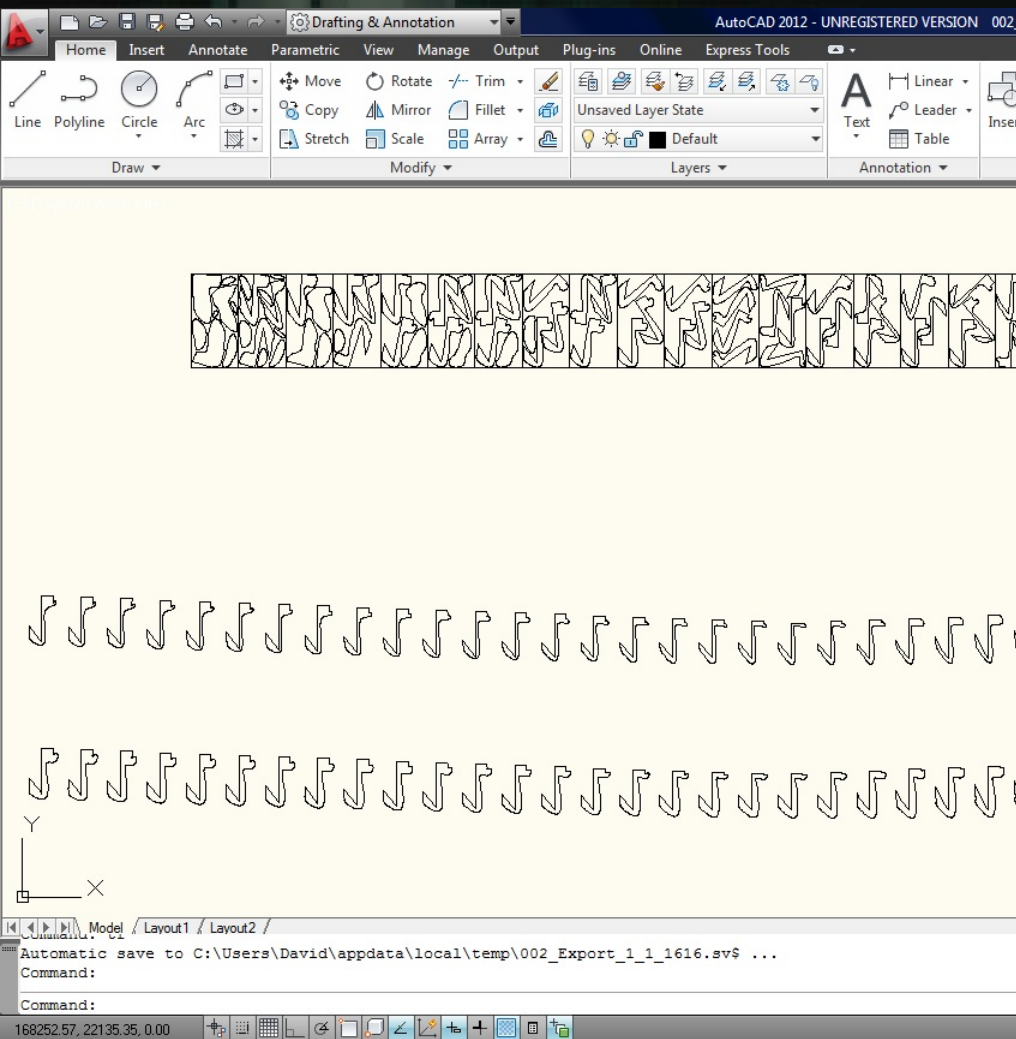 Drafting & Annotation
AutoCAD 2012 - UNREGISTERED VERSION 002_
Home Insert Annotate Parametric View Manage Output Plug-ins Online Express Tools
Line Polyline Circle Arc
Move Rotate Trim
Copy Mirror Fillet
Stretch Scale Array
Unsaved Layer State
Default
A
Text
Linear
Leader
Table
Inser
Draw Modify Layers Annotation
Y
X
Model Layout1 Layout2
Automatic save to C:\Users\David\appdata\local\temp\002_Export_1_1_1616.sv$ ...
Command:
Command:
168252.57, 22135.35, 0.00